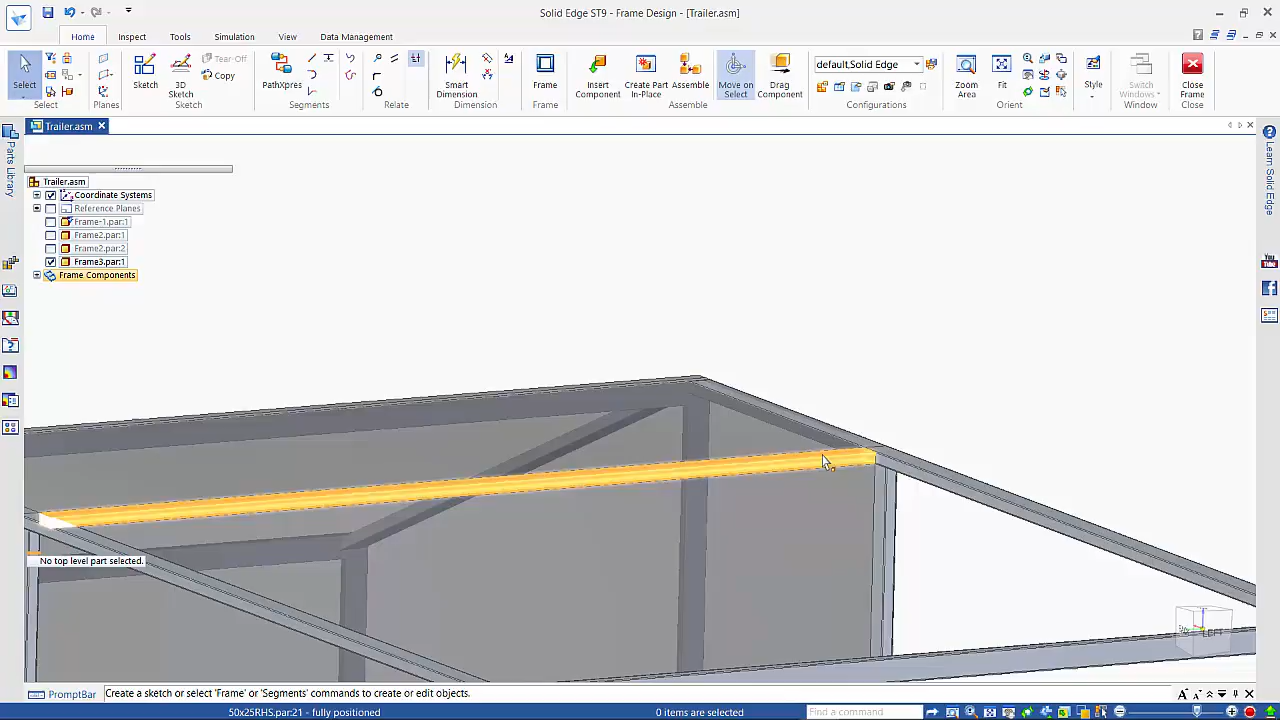 Solid Edge ST9 - Frame Design - [Trailer.asm]
Home Inspect Tools Simulation View Data Management
Select
Select
Planes
Sketch
3D Sketch
Tear-Off
Copy
Sketch
PathXpres
Segments
Relate
Smart Dimension
Dimension
Frame
Frame
Insert Component
Create Part In-Place
Assemble
Assemble
Move on Select
Drag Component
default,Solid Edge
Configurations
Zoom Area
Fit
Orient
Style
Switch Windows
Window
Close Frame
Close
Trailer.asm
Parts Library
Learn Solid Edge
You Tube
Trailer.asm
Coordinate Systems
Reference Planes
Frame-1.par:1
Frame2.par:1
Frame2.par:2
Frame3.par:1
Frame Components
No top level part selected.
LEFT
PromptBar
Create a sketch or select 'Frame' or 'Segments' commands to create or edit objects.
50x25RHS.par:21 - fully positioned
0 items are selected
Find a command